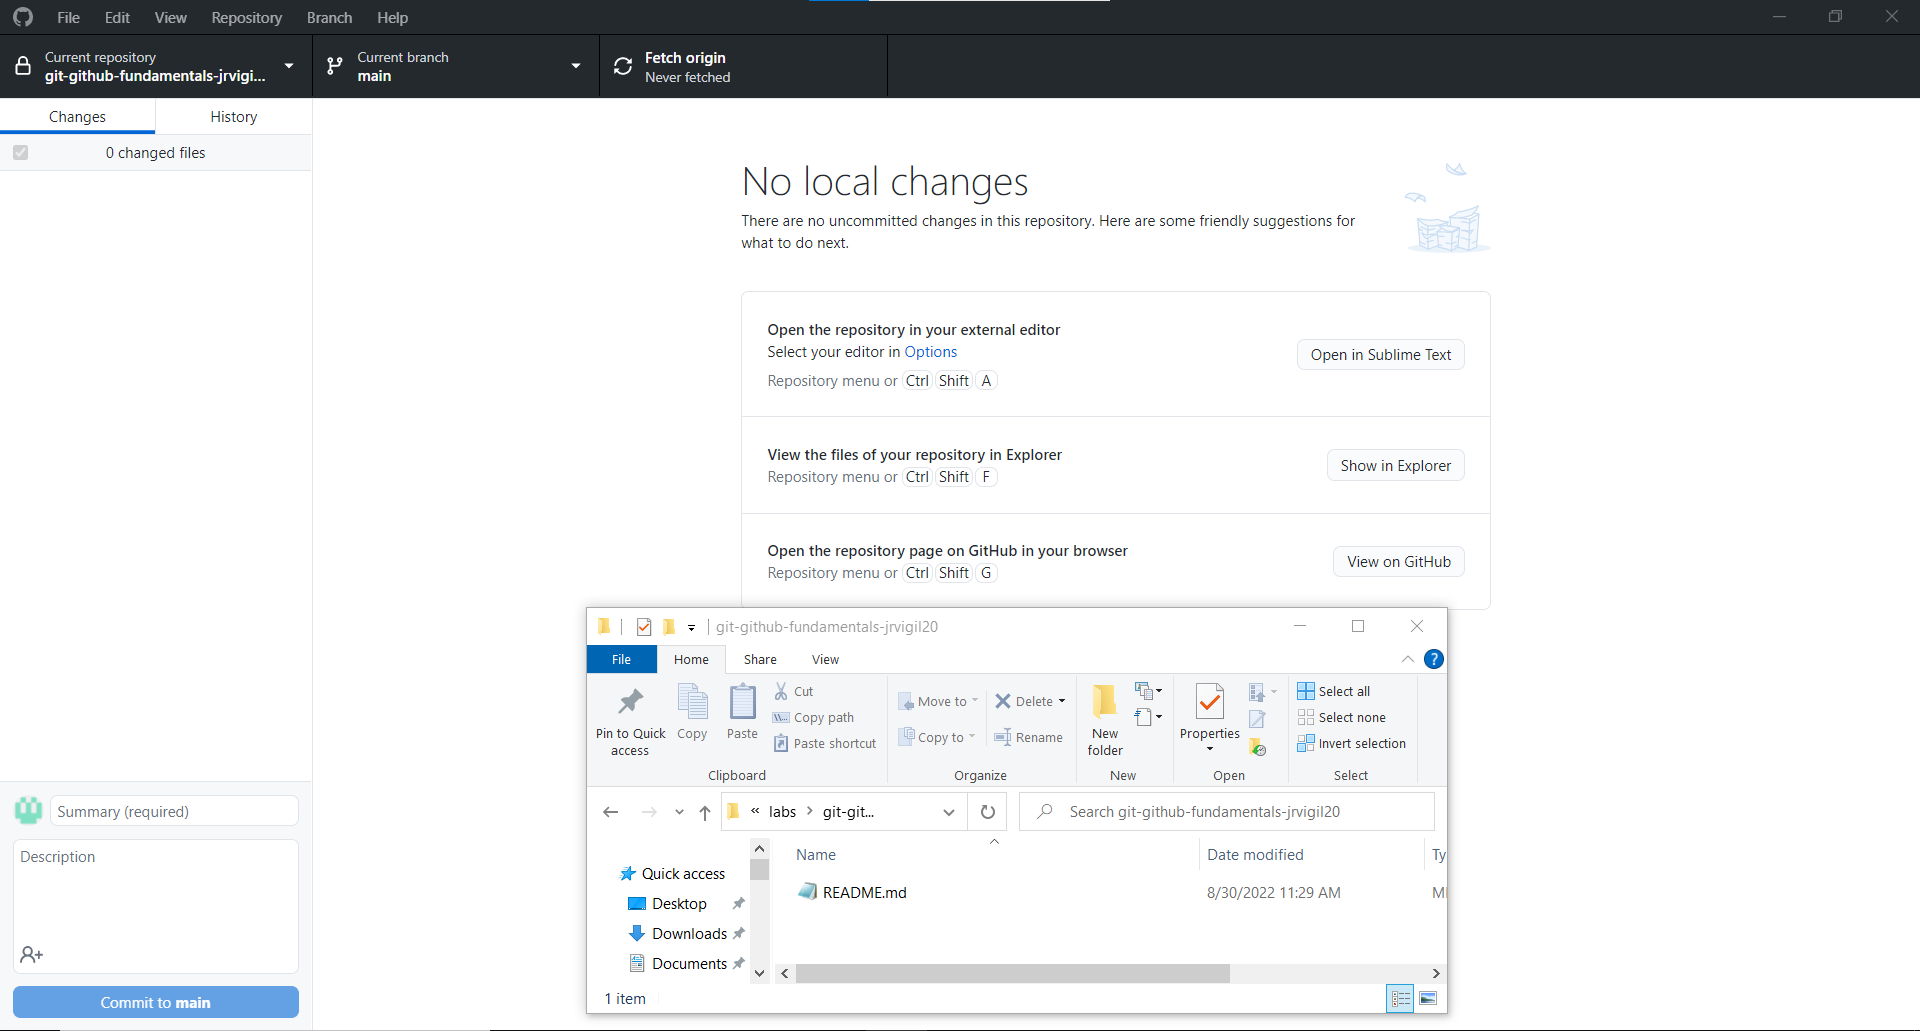 File Edit View Repository Branch Help
Current repository
git-github-fundamentals-jrvigi...
Current branch
main
Fetch origin
Never fetched
Changes History
0 changed files
No local changes
There are no uncommitted changes in this repository. Here are some friendly suggestions for
what to do next.
Open the repository in your external editor
Select your editor in Options
Repository menu or Ctrl Shift A
Open in Sublime Text
View the files of your repository in Explorer
Repository menu or Ctrl Shift F
Show in Explorer
Open the repository page on GitHub in your browser
Repository menu or Ctrl Shift G
View on GitHub
Summary (required)
Description
Commit to main
git-github-fundamentals-jrvigil20
File Home Share View
?
Pin to Quick
access
Copy
Paste
Cut
Copy path
Paste shortcut
Clipboard
Move to
Copy to
Delete
Rename
Organize
New
folder
New
Properties
Open
Select all
Select none
Invert selection
Select
« labs > git-git...
Search git-github-fundamentals-jrvigil20
Quick access
Desktop
Downloads
Documents
Name Date modified Ty
README.md 8/30/2022 11:29 AM M
1 item